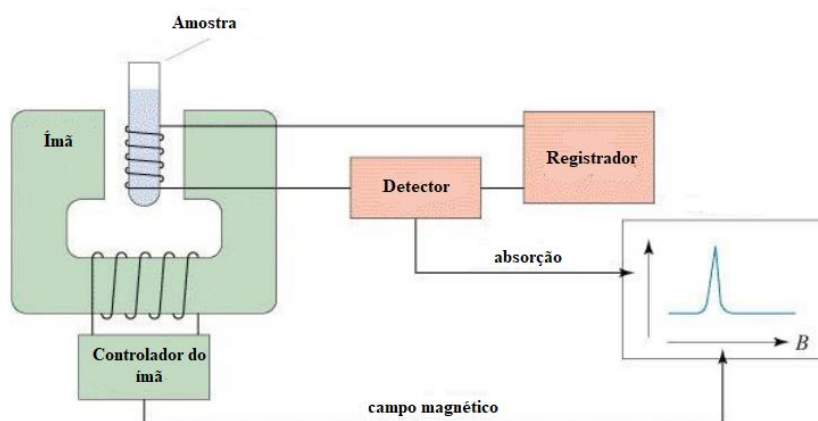 Amostra
Ímã
Registrador
Detector
absorção
B
Controlador do
ímã
campo magnético